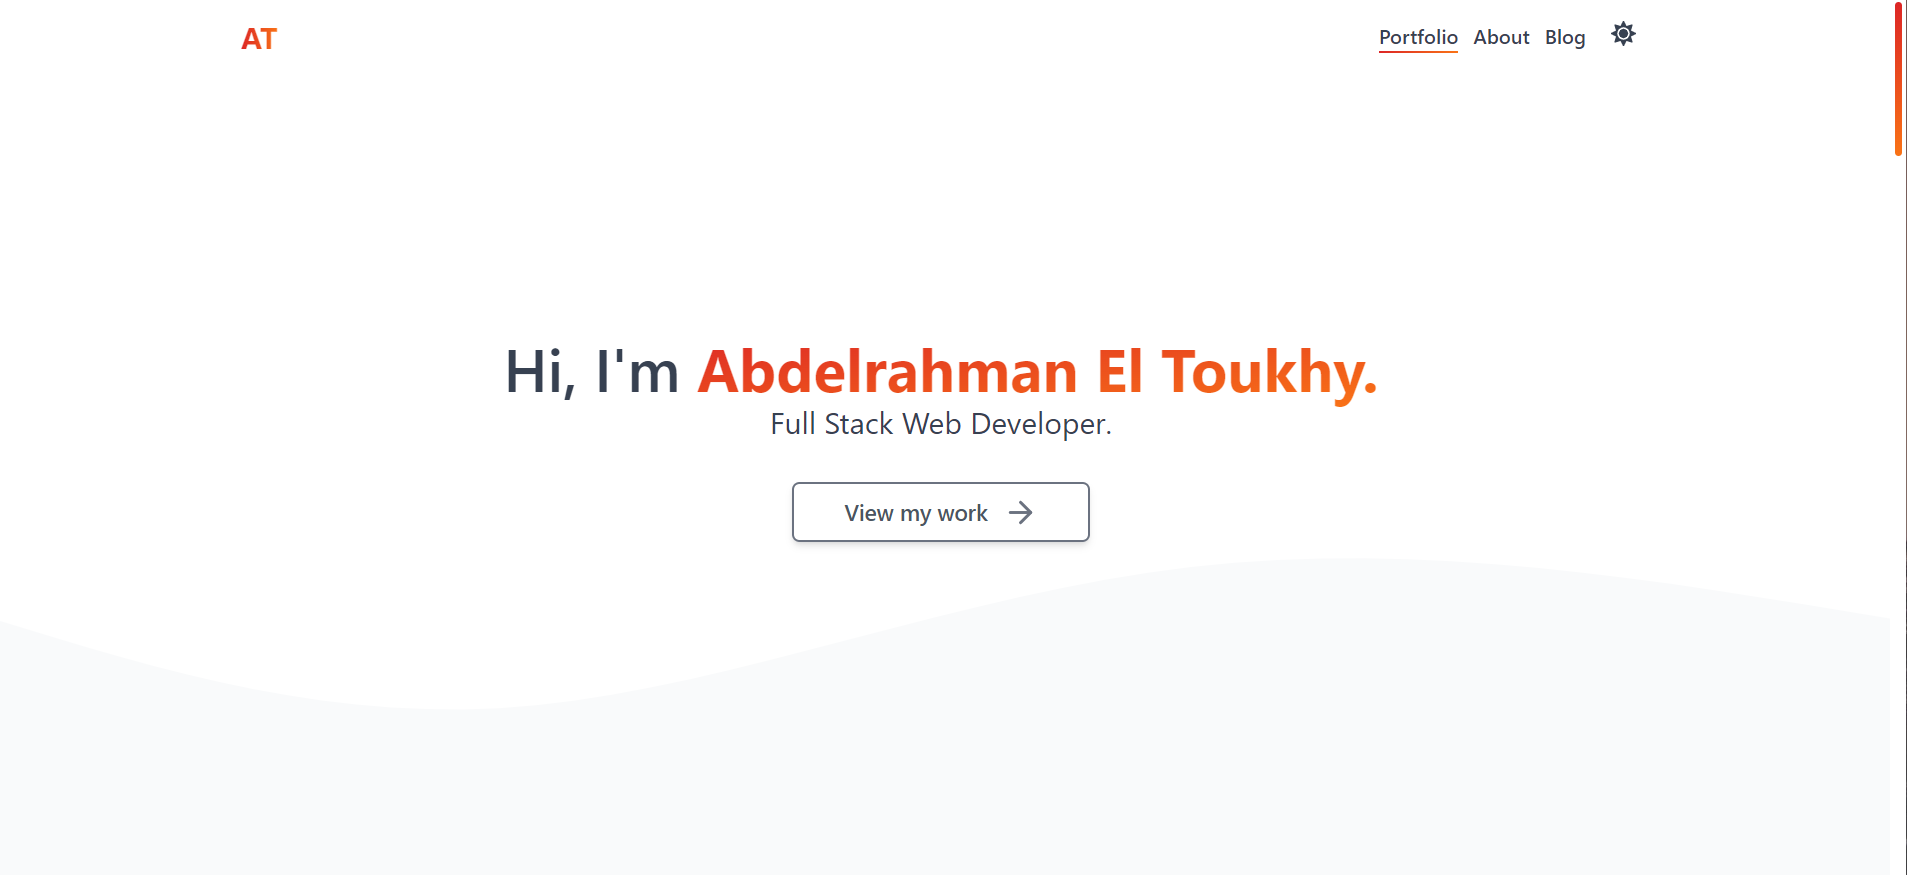 AT
Portfolio About Blog
Hi, I'm Abdelrahman El Toukhy.
Full Stack Web Developer.
View my work